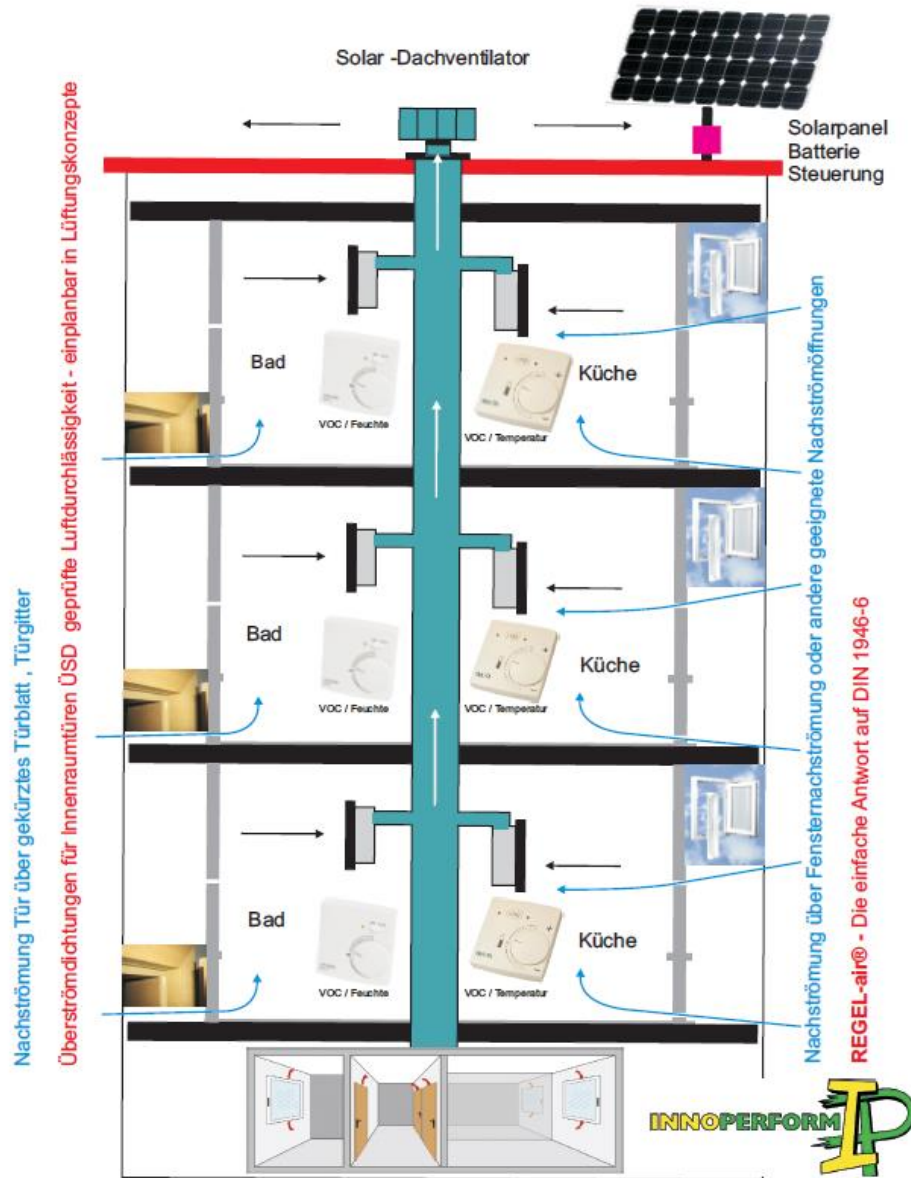 Solar -Dachventilator
Solarpanel
Batterie
Steuerung
Nachströmung Tür über gekürztes Türblatt , Türgitter
Überströmdichtungen für Innenraumtüren ÜSD geprüfte Luftdurchlässigkeit - einplanbar in Lüftungskonzepte
Bad
VOC / Feuchte
Küche
VOC / Temperatur
Bad
VOC / Feuchte
Küche
VOC / Temperatur
Bad
VOC / Feuchte
Küche
VOC / Temperatur
Nachströmung über Fensternachströmung oder andere geeignete Nachströmöffnungen
REGEL-air® - Die einfache Antwort auf DIN 1946-6
INNOPERFORM
IP